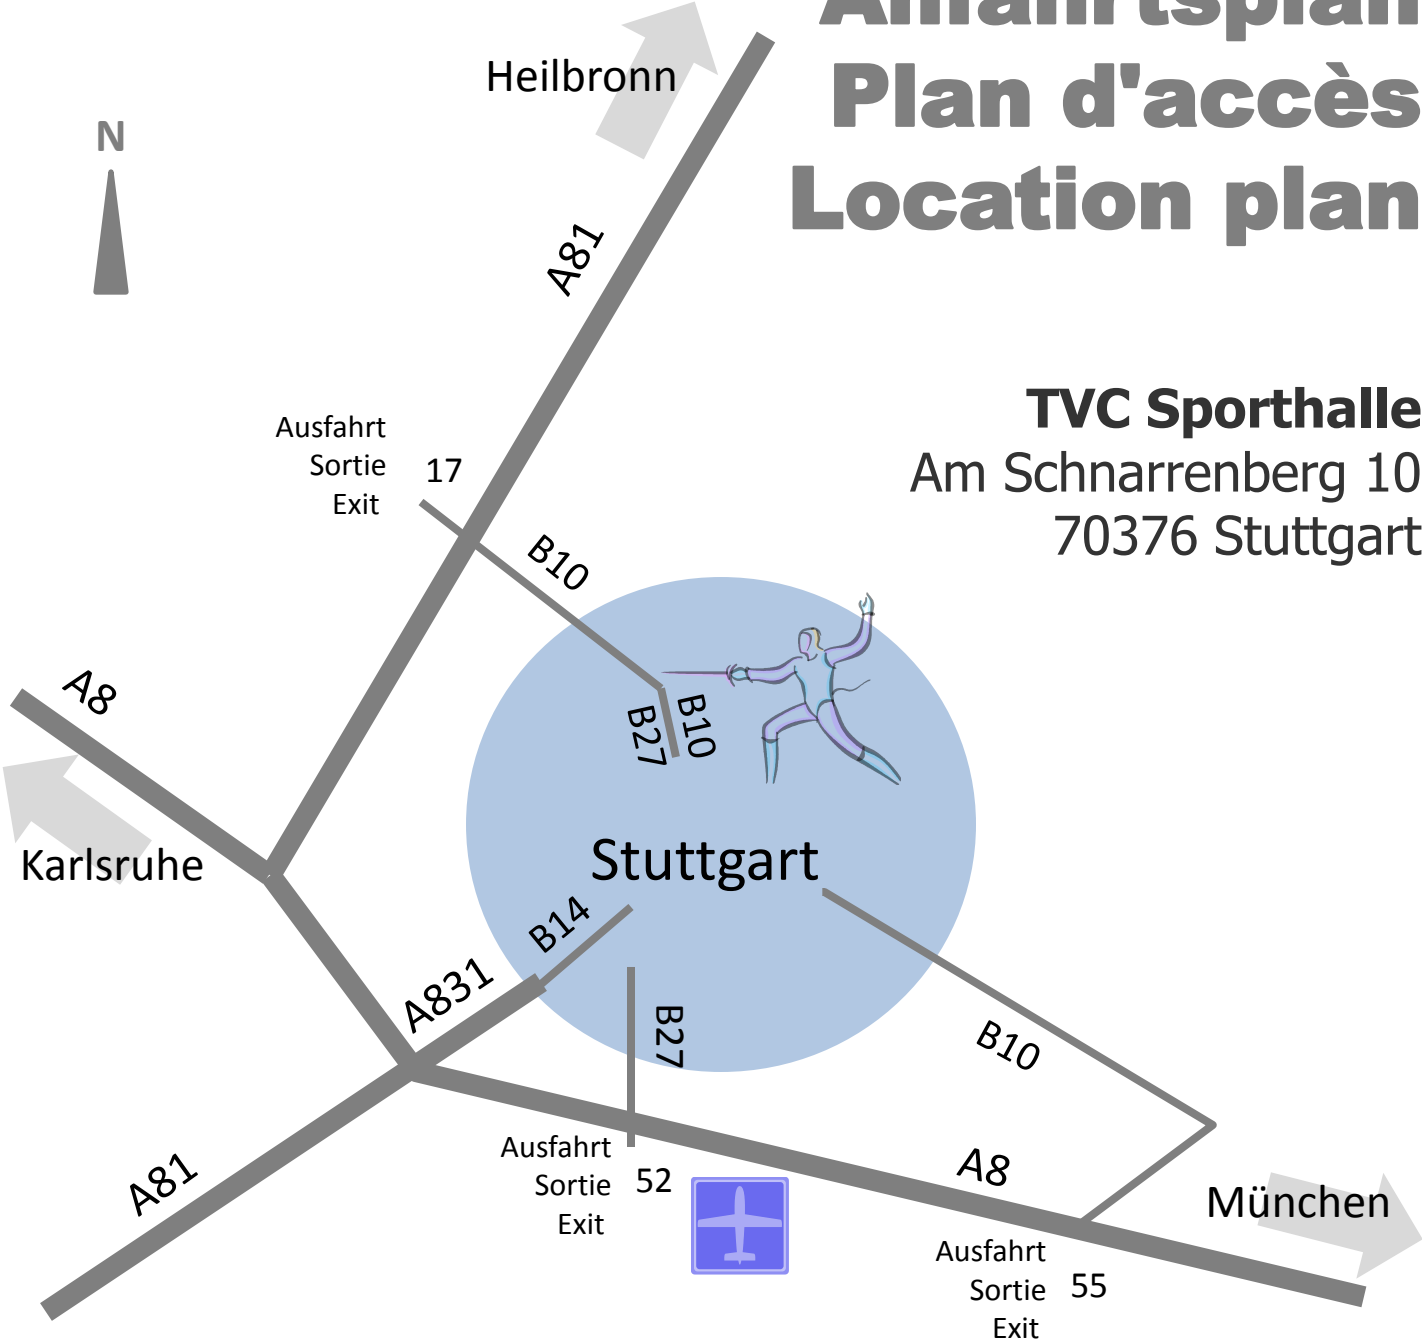 Anfahrtsplan
Plan d'accès
Location plan
Heilbronn
N
A81
TVC Sporthalle
Am Schnarrenberg 10
70376 Stuttgart
Ausfahrt
Sortie 17
Exit
B10
A8
B10
B27
Karlsruhe
Stuttgart
B14
A831
B27
B10
A81
Ausfahrt
Sortie 52
Exit
A8
München
Ausfahrt
Sortie 55
Exit